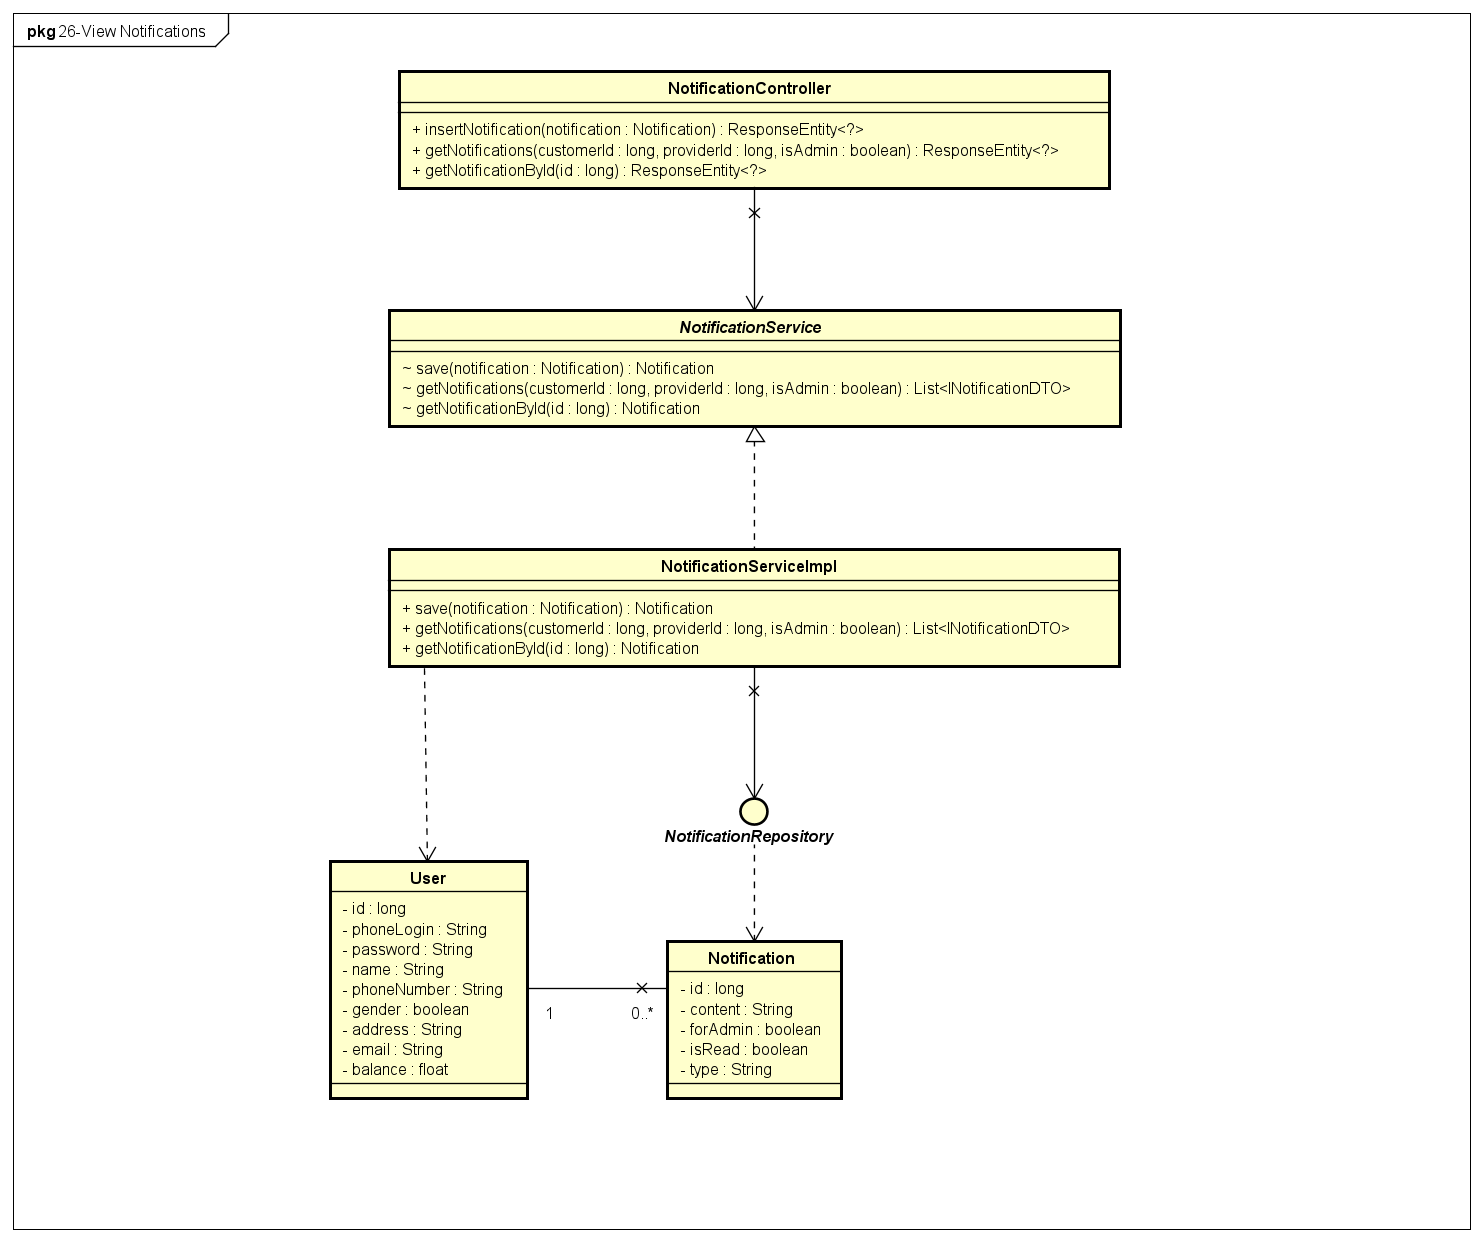 pkg 26-View Notifications
NotificationController
+ insertNotification(notification : Notification) : ResponseEntity<?>
+ getNotifications(customerId : long, providerId : long, isAdmin : boolean) : ResponseEntity<?>
+ getNotificationById(id : long) : ResponseEntity<?>
NotificationService
~ save(notification : Notification) : Notification
~ getNotifications(customerId : long, providerId : long, isAdmin : boolean) : List<INotificationDTO>
~ getNotificationById(id : long) : Notification
NotificationServiceImpl
+ save(notification : Notification) : Notification
+ getNotifications(customerId : long, providerId : long, isAdmin : boolean) : List<INotificationDTO>
+ getNotificationById(id : long) : Notification
NotificationRepository
User
- id : long
- phoneLogin : String
- password : String
- name : String
- phoneNumber : String
- gender : boolean
- address : String
- email : String
- balance : float
1
0..*
Notification
- id : long
- content : String
- forAdmin : boolean
- isRead : boolean
- type : String